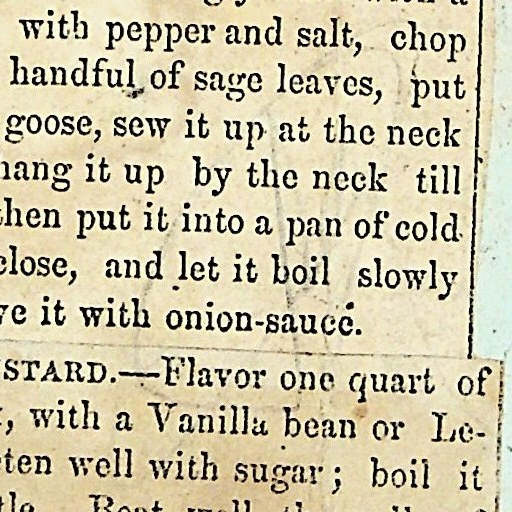 with pepper and salt, chop
handful of sage leaves, put
goose, sew it up at the neck
hang it up by the neck till
then put it into a pan of cold
close, and let it boil slowly
it with onion-sauce.
STARD.—Flavor one quart of
with a Vanilla bean or Le-
ten well with sugar; boil it
well